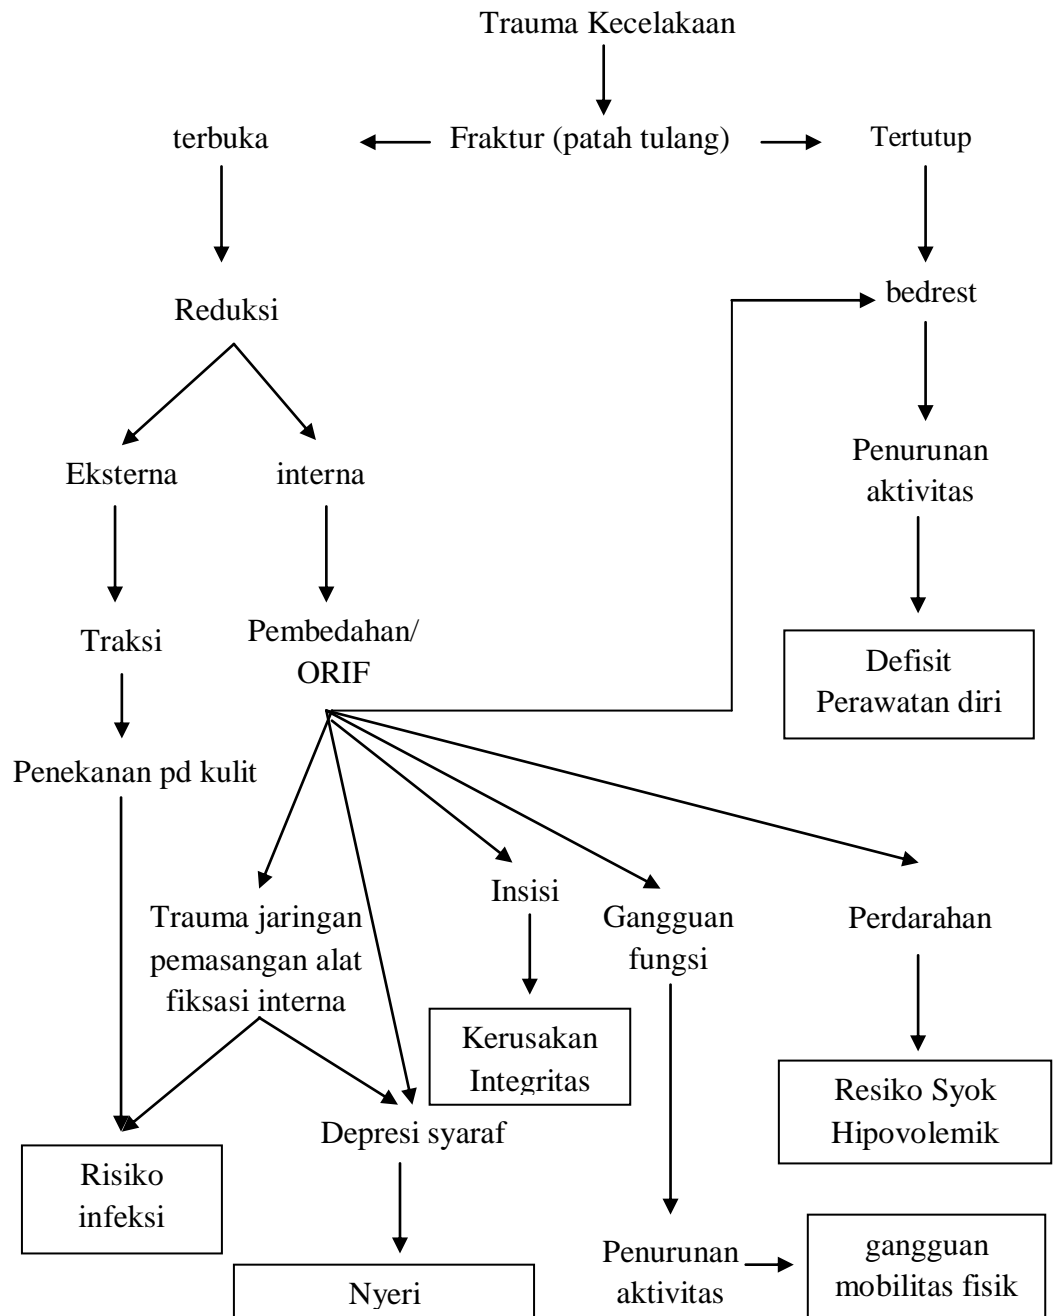 Trauma Kecelakaan
terbuka
Fraktur (patah tulang)
Tertutup
Reduksi
bedrest
Eksterna
interna
Penurunan
aktivitas
Traksi
Pembedahan/
ORIF
Defisit
Perawatan diri
Penekanan pd kulit
Trauma jaringan
pemasangan alat
fiksasi interna
Insisi
Gangguan
fungsi
Perdarahan
Kerusakan
Integritas
Resiko Syok
Hipovolemik
Depresi syaraf
Risiko
infeksi
Nyeri
Penurunan
aktivitas
gangguan
mobilitas fisik